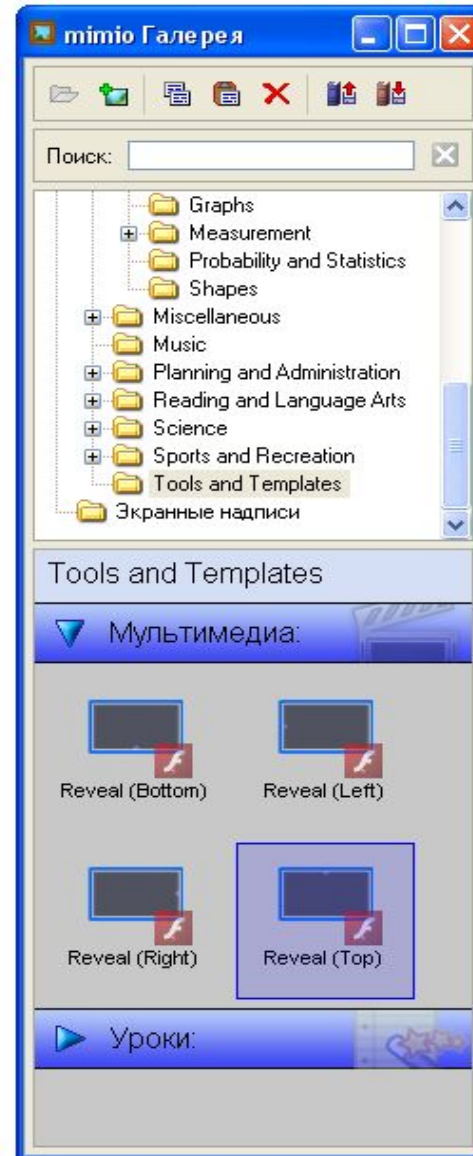 mimio Галерея
Поиск:
Graphs
Measurement
Probability and Statistics
Shapes
Miscellaneous
Music
Planning and Administration
Reading and Language Arts
Science
Sports and Recreation
Tools and Templates
Экранные надписи
Tools and Templates
Мультимедиа:
Reveal (Bottom) Reveal (Left)
Reveal (Right) Reveal (Top)
Уроки: